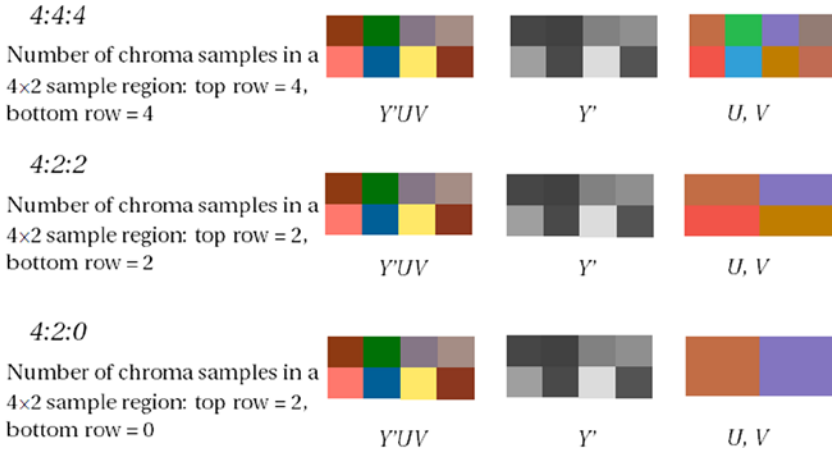 4:4:4
Number of chroma samples in a
4×2 sample region: top row = 4,
bottom row = 4
Y'UV
Y'
U, V
4:2:2
Number of chroma samples in a
4×2 sample region: top row = 2,
bottom row = 2
Y'UV
Y'
U, V
4:2:0
Number of chroma samples in a
4×2 sample region: top row = 2,
bottom row = 0
Y'UV
Y'
U, V